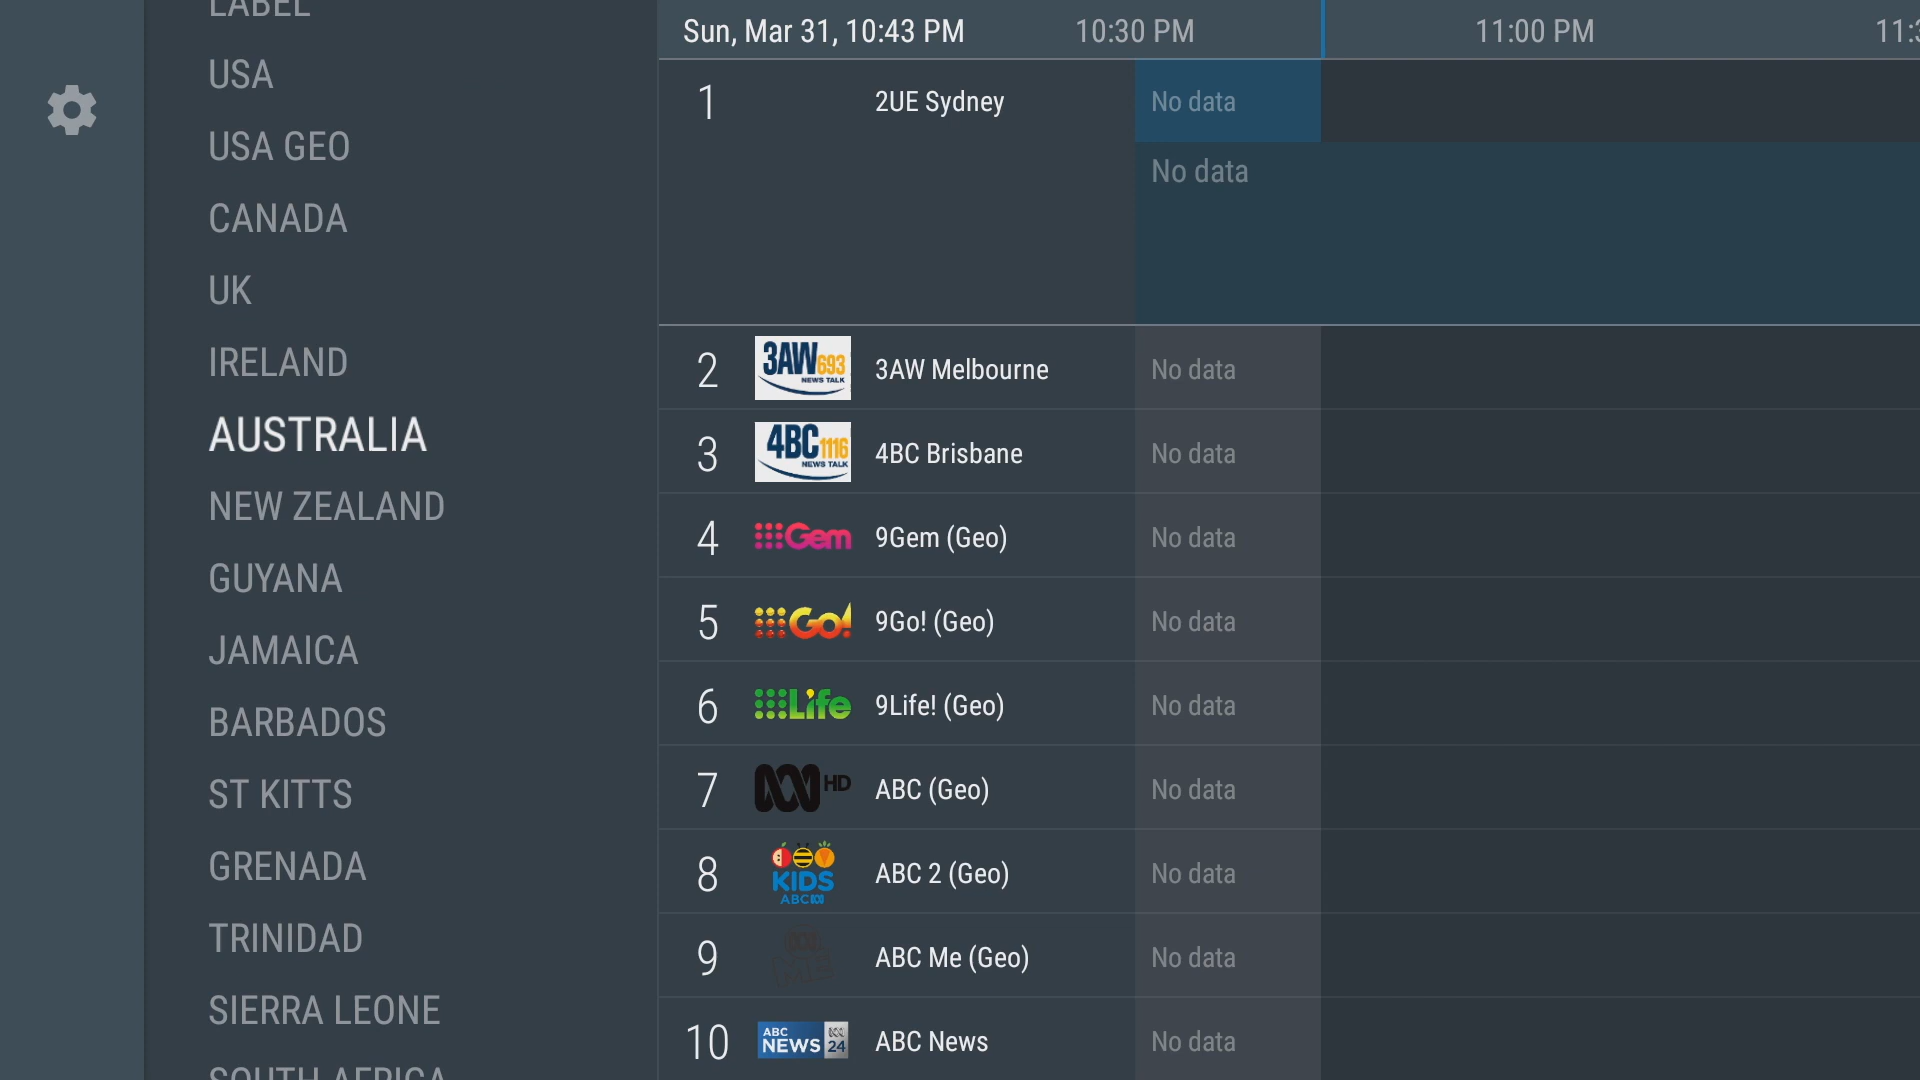 LABEL
USA
USA GEO
CANADA
UK
IRELAND
AUSTRALIA
NEW ZEALAND
GUYANA
JAMAICA
BARBADOS
ST KITTS
GRENADA
TRINIDAD
SIERRA LEONE
SOUTH AFRICA
Sun, Mar 31, 10:43 PM 10:30 PM 11:00 PM 11:3
1 2UE Sydney No data
No data
2 3AW 693 NEWS TALK 3AW Melbourne No data
3 4BC 1116 NEWS TALK 4BC Brisbane No data
4 Gem 9Gem (Geo) No data
5 Go! 9Go! (Geo) No data
6 Life 9Life! (Geo) No data
7 HD ABC (Geo) No data
8 KIDS ABC ABC 2 (Geo) No data
9 ABC Me (Geo) No data
10 ABC NEWS 24 ABC News No data